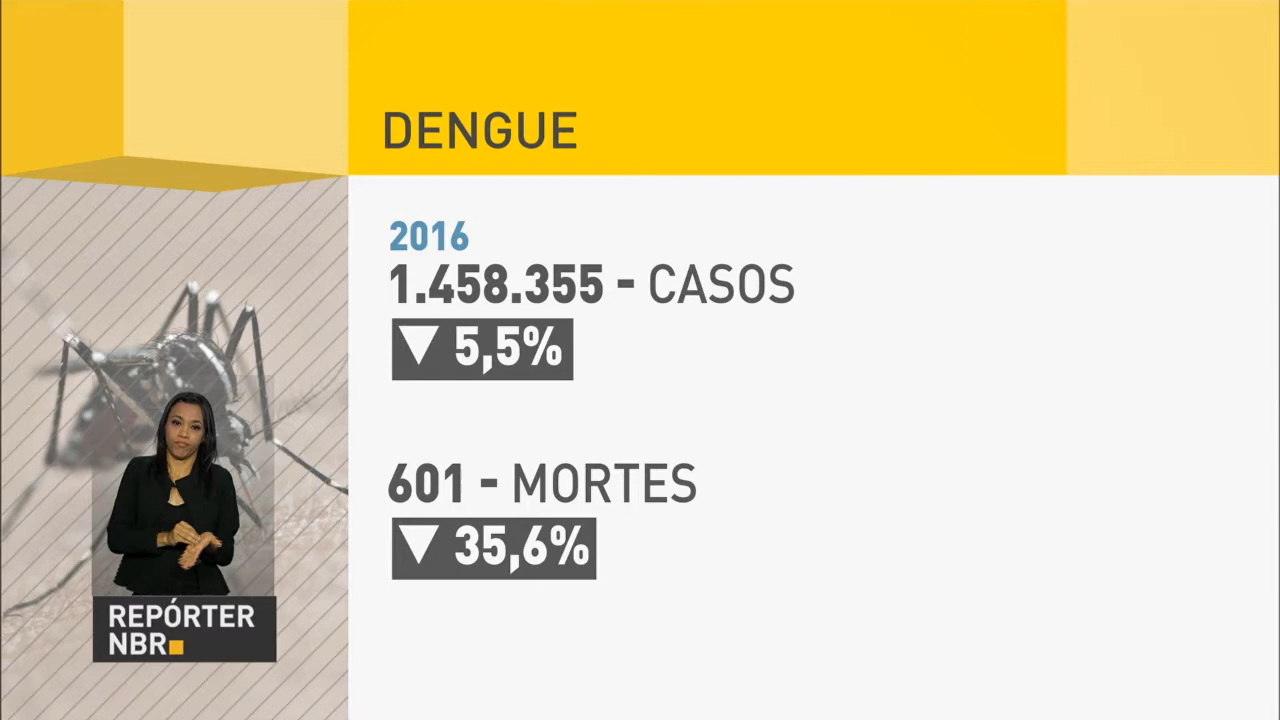 DENGUE
2016
1.458.355 - CASOS
▼ 5,5%
601 - MORTES
▼ 35,6%
REPÓRTER
NBR